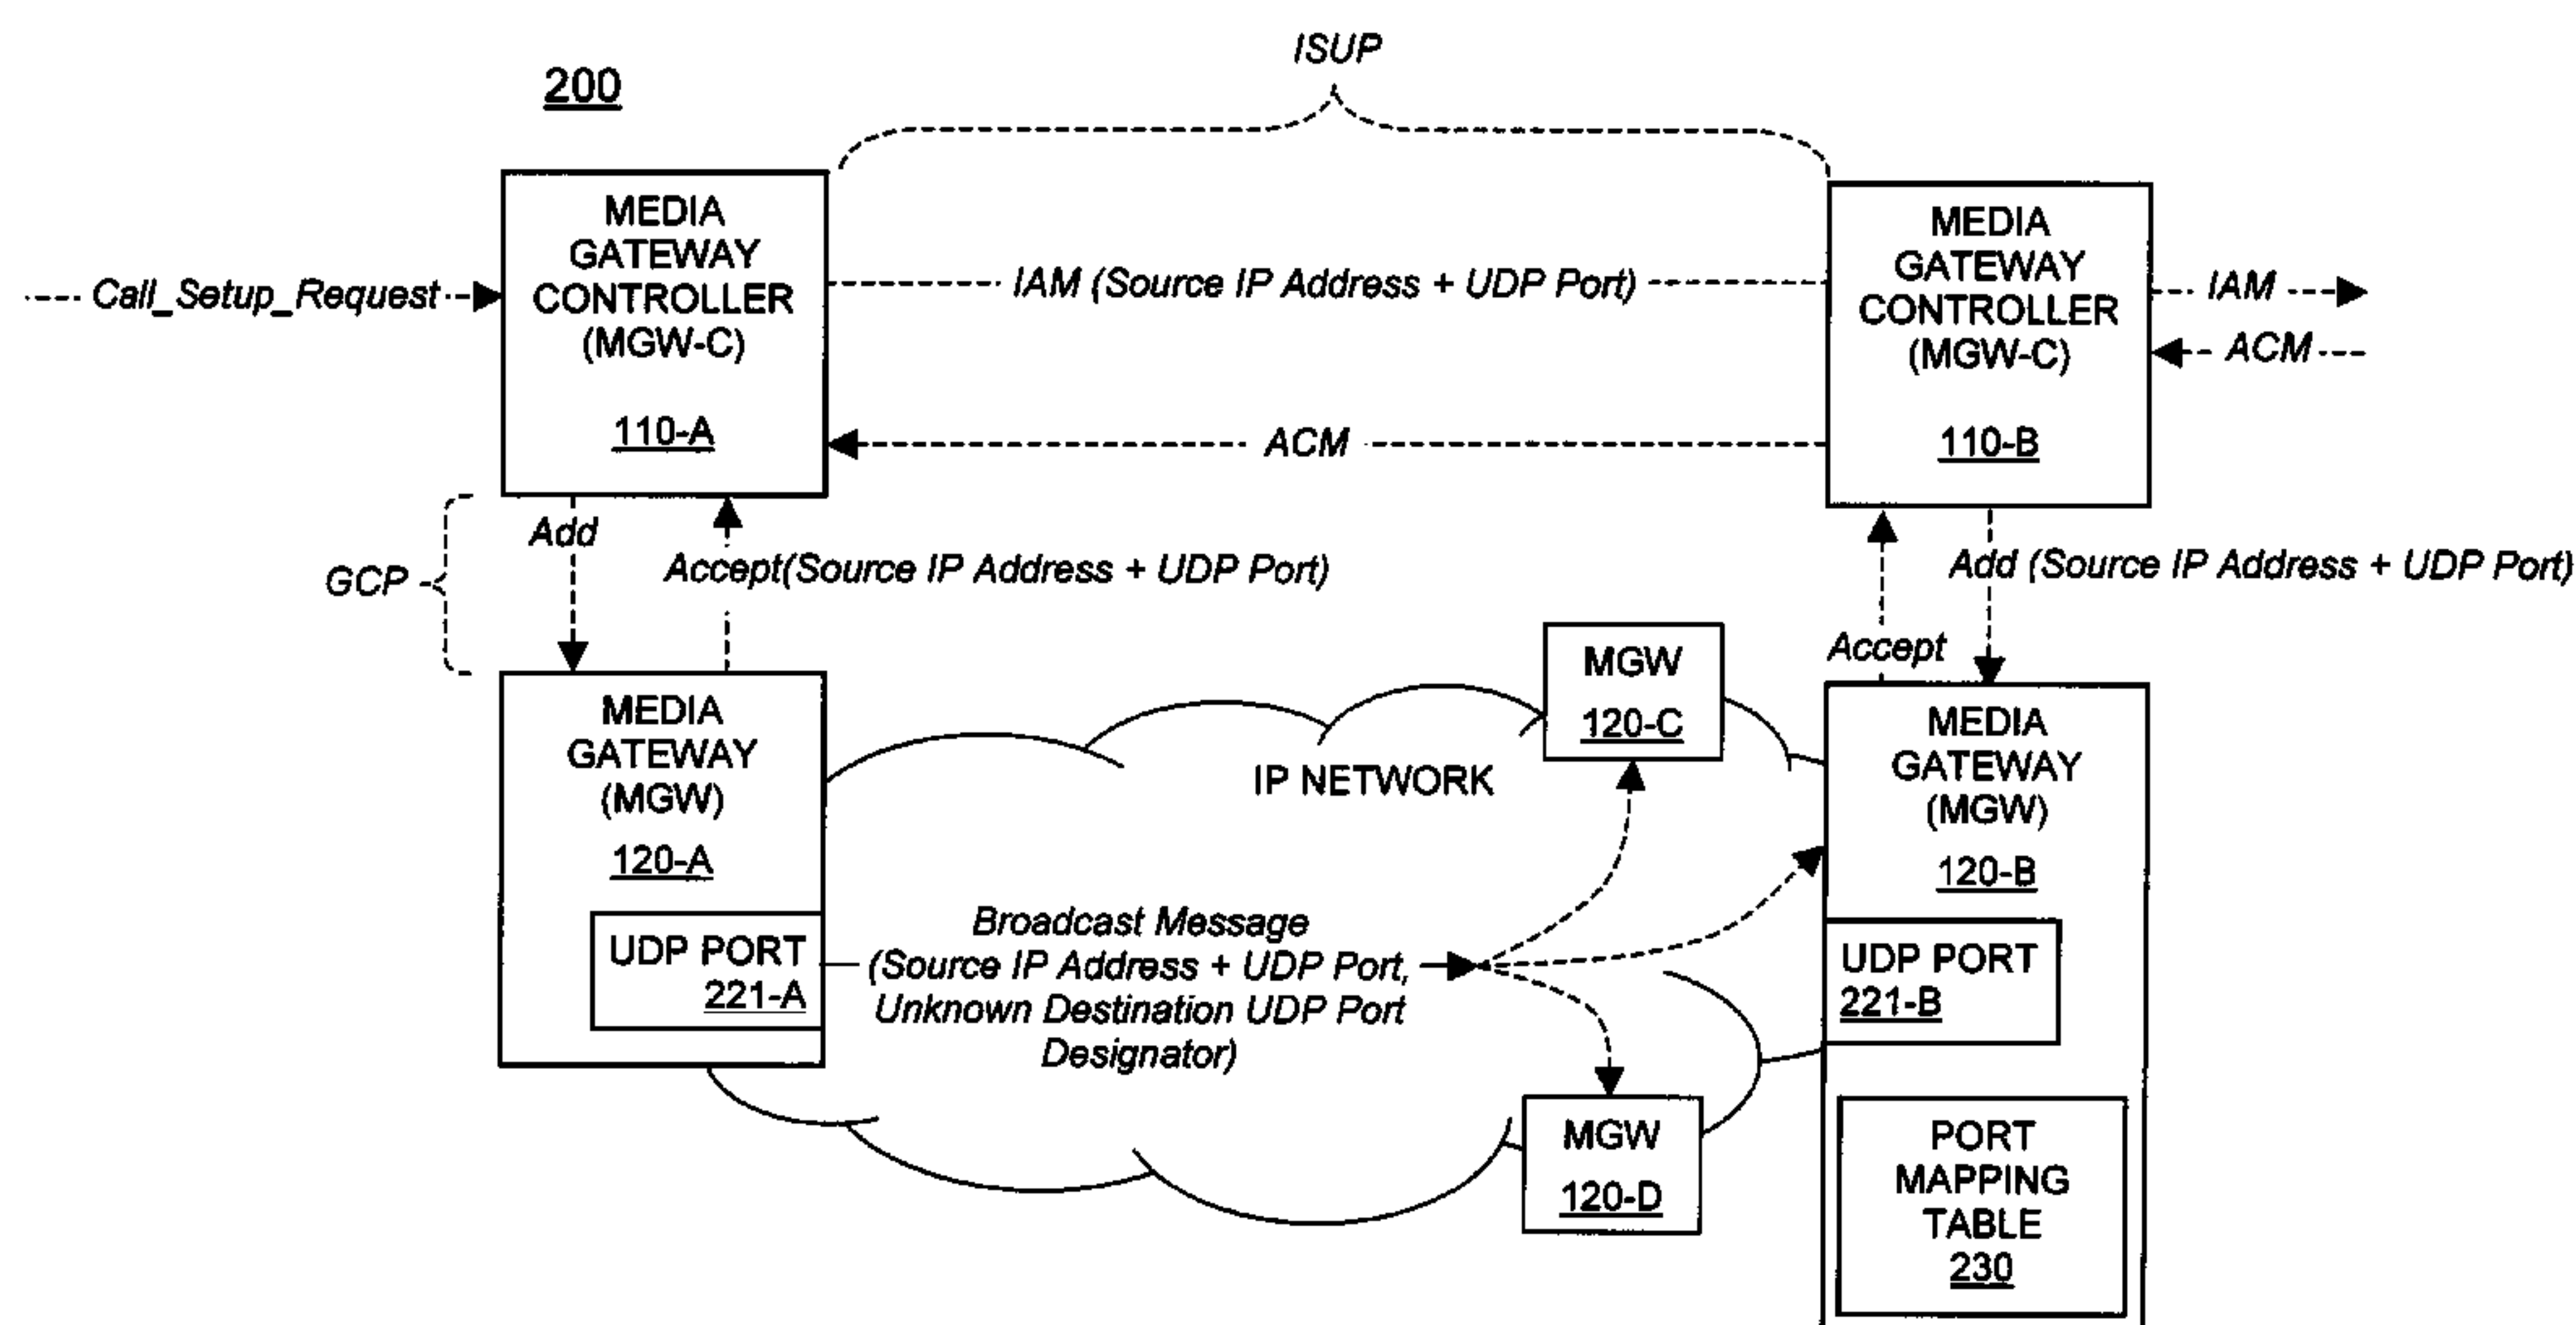 ISUP
200
MEDIA
GATEWAY
CONTROLLER
(MGW-C)
110-A
MEDIA
GATEWAY
CONTROLLER
(MGW-C)
110-B
Call_Setup_Request
IAM (Source IP Address + UDP Port)
IAM
ACM
ACM
GCP
Add
Accept(Source IP Address + UDP Port)
Add (Source IP Address + UDP Port)
Accept
MEDIA
GATEWAY
(MGW)
120-A
UDP PORT
221-A
IP NETWORK
MGW
120-C
Broadcast Message
(Source IP Address + UDP Port,
Unknown Destination UDP Port
Designator)
MGW
120-D
MEDIA
GATEWAY
(MGW)
120-B
UDP PORT
221-B
PORT
MAPPING
TABLE
230